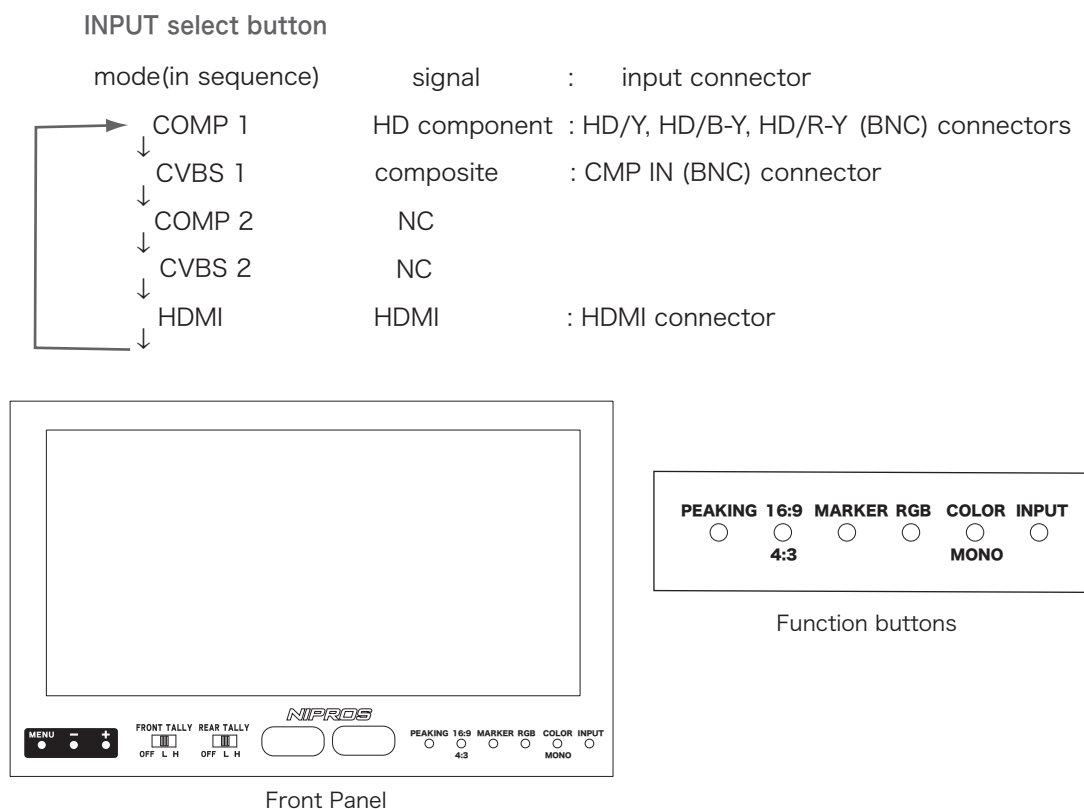 INPUT select button
mode(in sequence) signal : input connector
COMP 1 HD component : HD/Y, HD/B-Y, HD/R-Y (BNC) connectors
↓
CVBS 1 composite : CMP IN (BNC) connector
↓
COMP 2 NC
↓
CVBS 2 NC
↓
HDMI HDMI : HDMI connector
↓
NIPROS
MENU − +
FRONT TALLY REAR TALLY
OFF L H OFF L H
PEAKING 16:9 MARKER RGB COLOR INPUT
4:3 MONO
Front Panel
PEAKING 16:9 MARKER RGB COLOR INPUT
4:3 MONO
Function buttons